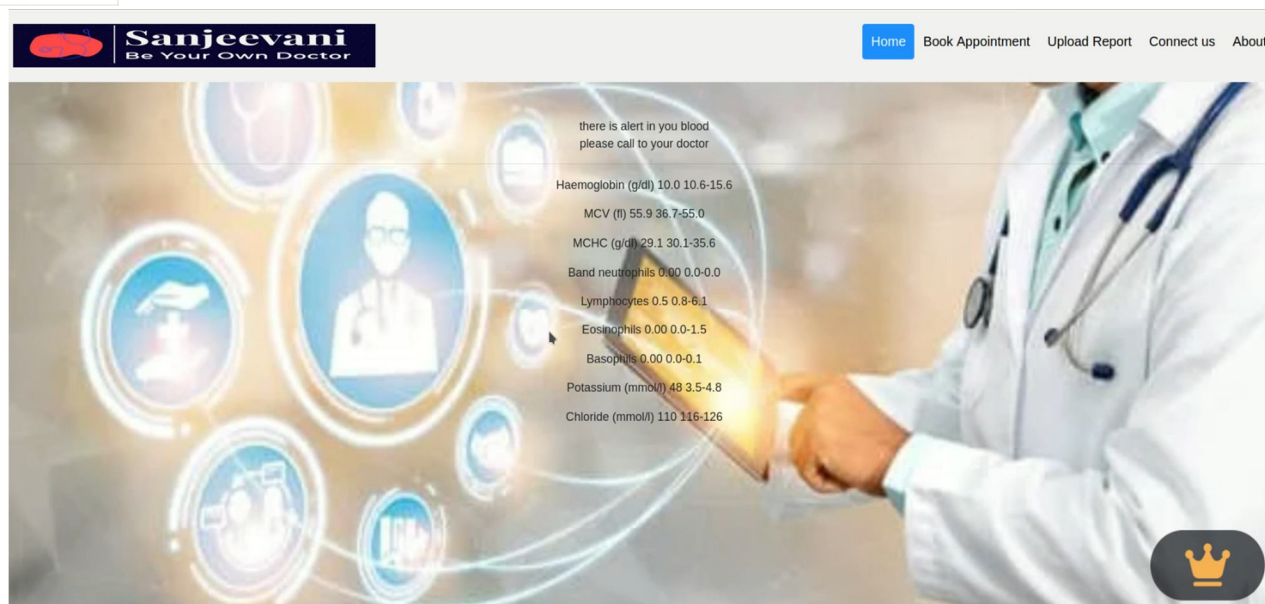 Sanjeevani
Be Your Own Doctor
Home Book Appointment Upload Report Connect us About
there is alert in you blood
please call to your doctor
Haemoglobin (g/dl) 10.0 10.6-15.6
MCV (fl) 55.9 36.7-55.0
MCHC (g/dl) 29.1 30.1-35.6
Band neutrophils 0.00 0.0-0.0
Lymphocytes 0.5 0.8-6.1
Eosinophils 0.00 0.0-1.5
Basophils 0.00 0.0-0.1
Potassium (mmol/l) 48 3.5-4.8
Chloride (mmol/l) 110 116-126